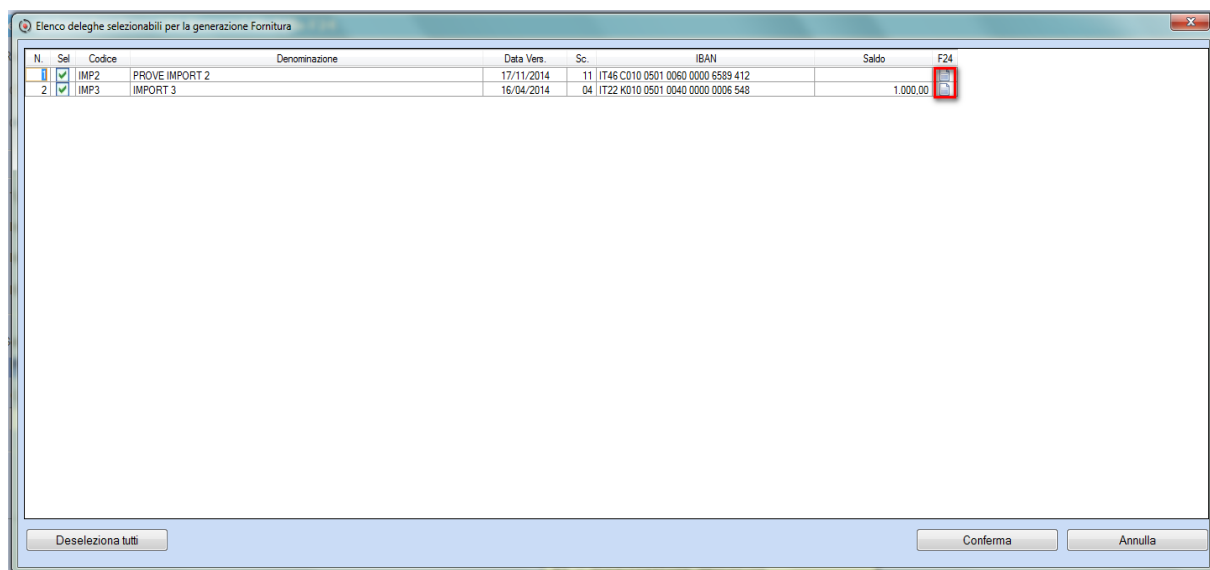 Elenco deleghe selezionabili per la generazione Fornitura
N. Sel Codice Denominazione Data Vers. Sc. IBAN Saldo F24
1 IMP2 PROVE IMPORT 2 17/11/2014 11 IT46 C010 0501 0060 0000 6589 412
2 IMP3 IMPORT 3 16/04/2014 04 IT22 K010 0501 0040 0000 0006 548 1.000,00
Deseleziona tutti Conferma Annulla